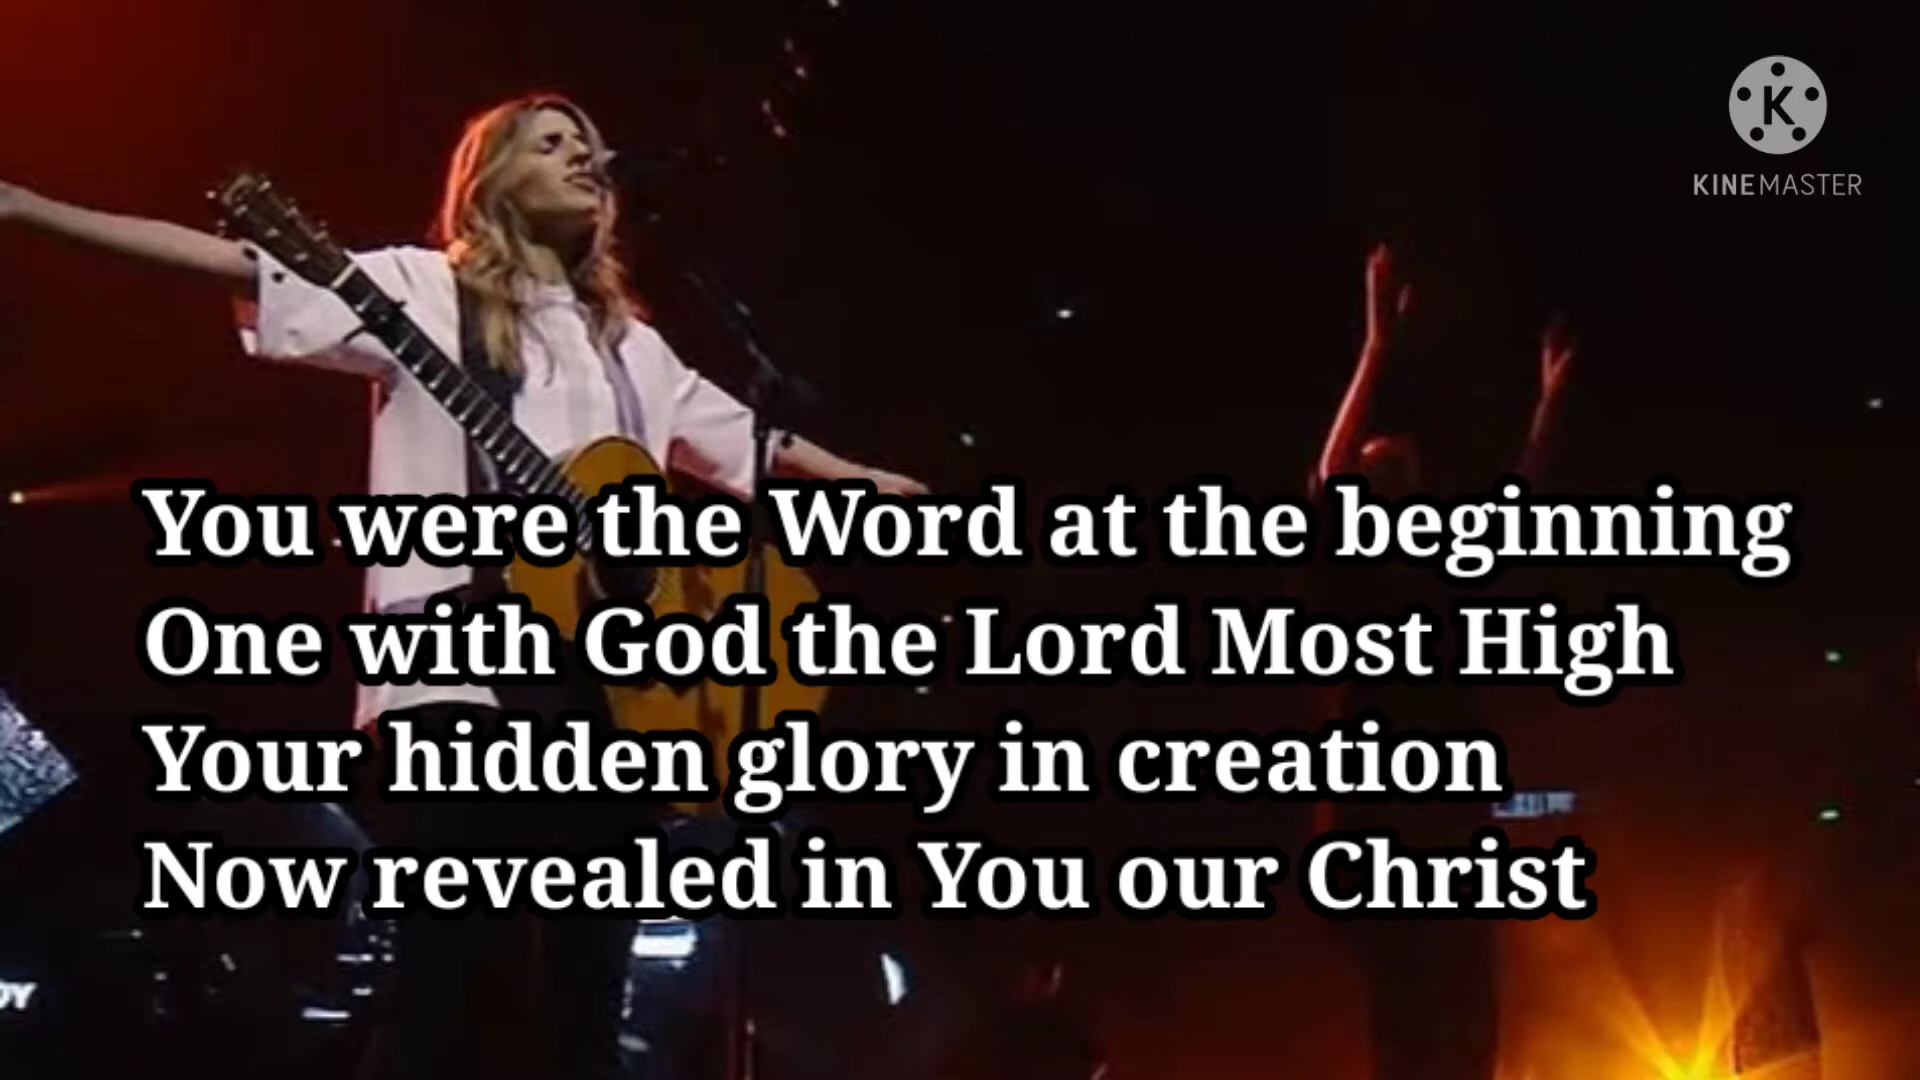 K
KINEMASTER
You were the Word at the beginning
One with God the Lord Most High
Your hidden glory in creation
Now revealed in You our Christ